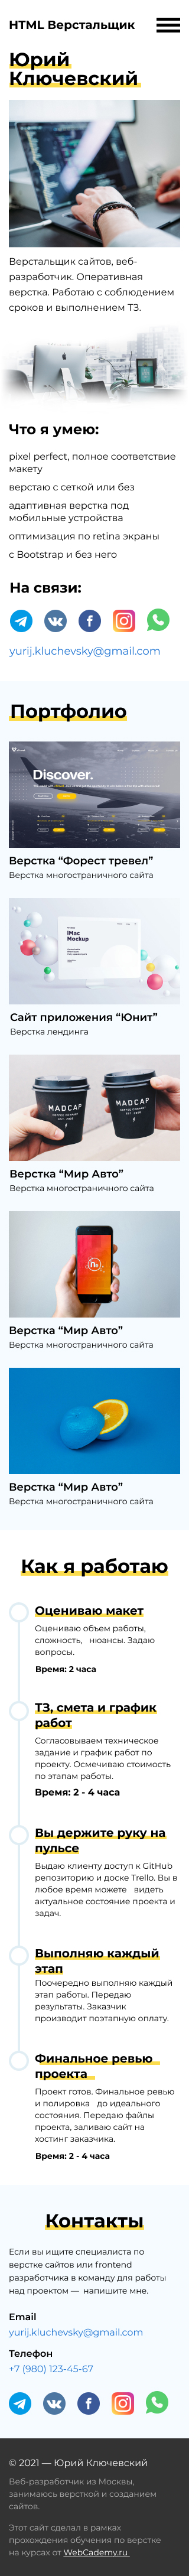 HTML Верстальщик
Юрий
Ключевский
Верстальщик сайтов, веб-
разработчик. Оперативная
верстка. Работаю с соблюдением
сроков и выполнением ТЗ.
Что я умею:
pixel perfect, полное соответствие
макету
верстаю с сеткой или без
адаптивная верстка под
мобильные устройства
оптимизация по retina экраны
с Bootstrap и без него
На связи:
yurij.kluchevsky@gmail.com
Портфолио
Discover.
Верстка “Форест тревел”
Верстка многостраничного сайта
iMac
Mockup
Сайт приложения “Юнит”
Верстка лендинга
MADCAP
MADCAP
Верстка “Мир Авто”
Верстка многостраничного сайта
Верстка “Мир Авто”
Верстка многостраничного сайта
Верстка “Мир Авто”
Верстка многостраничного сайта
Как я работаю
Оцениваю макет
Оцениваю объем работы,
сложность, нюансы. Задаю
вопросы.
Время: 2 часа
ТЗ, смета и график
работ
Согласовываем техническое
задание и график работ по
проекту. Осмечиваю стоимость
по этапам работы.
Время: 2 - 4 часа
Вы держите руку на
пульсе
Выдаю клиенту доступ к GitHub
репозиторию и доске Trello. Вы в
любое время можете видеть
актуальное состояние проекта и
задач.
Выполняю каждый
этап
Поочередно выполняю каждый
этап работы. Передаю
результаты. Заказчик
производит поэтапную оплату.
Финальное ревью
проекта
Проект готов. Финальное ревью
и полировка до идеального
состояния. Передаю файлы
проекта, заливаю сайт на
хостинг заказчика.
Время: 2 - 4 часа
Контакты
Если вы ищите специалиста по
верстке сайтов или frontend
разработчика в команду для работы
над проектом — напишите мне.
Email
yurij.kluchevsky@gmail.com
Телефон
+7 (980) 123-45-67
© 2021 — Юрий Ключевский
Веб-разработчик из Москвы,
занимаюсь версткой и созданием
сайтов.
Этот сайт сделал в рамках
прохождения обучения по верстке
на курсах от WebCademy.ru